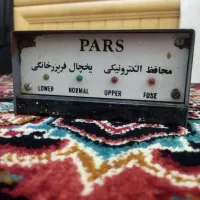 PARS
محافظ الکترونیکی یخچال فریزرخانگی
LOWER NORMAL UPPER FUSE